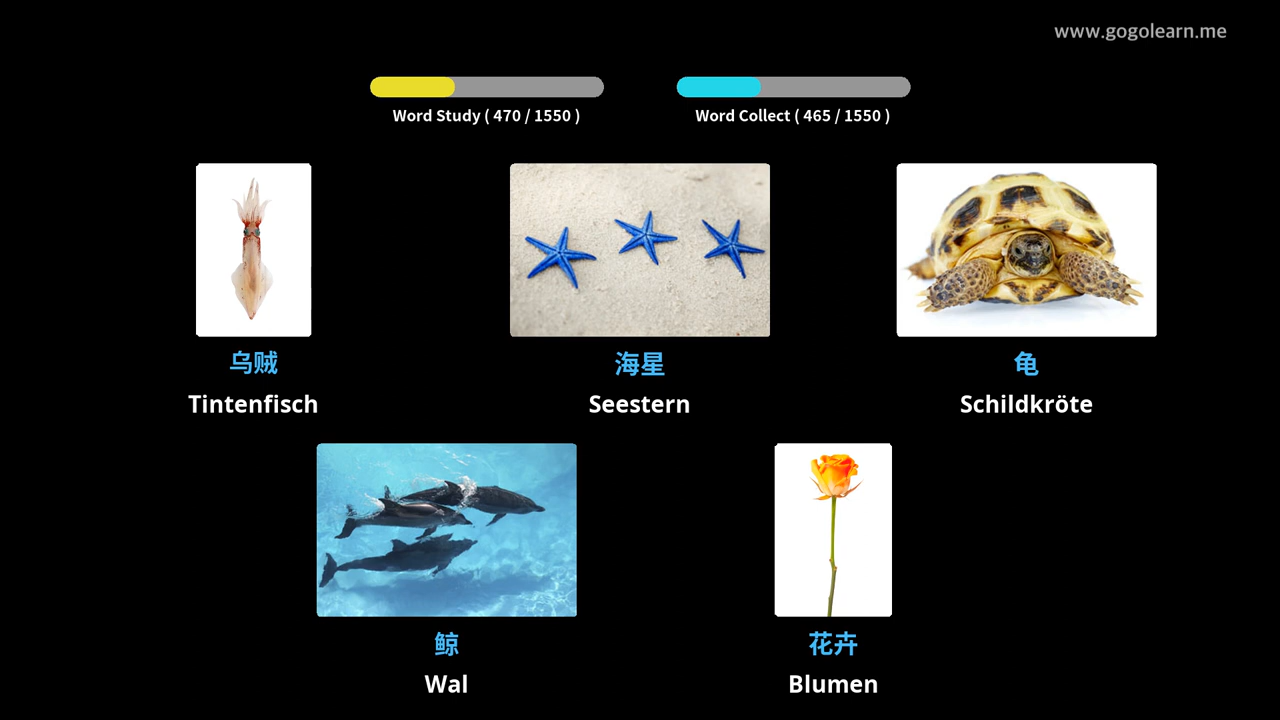 www.gogolearn.me
Word Study ( 470 / 1550 )
Word Collect ( 465 / 1550 )
乌贼
海星
龟
Tintenfisch
Seestern
Schildkröte
鲸
花卉
Wal
Blumen